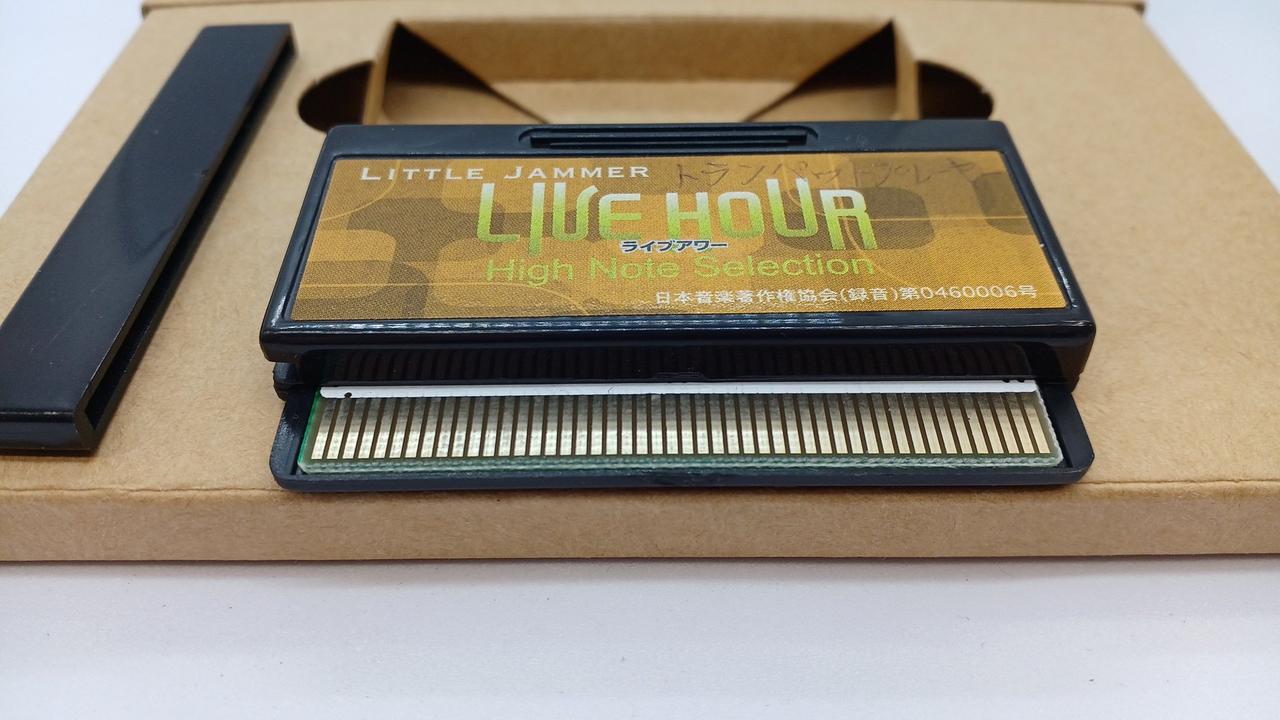 LITTLE JAMMER トランペットプレーヤ
LIVE HOUR
ライブアワー
High Note Selection
日本音楽著作権協会(録音)第0460006号